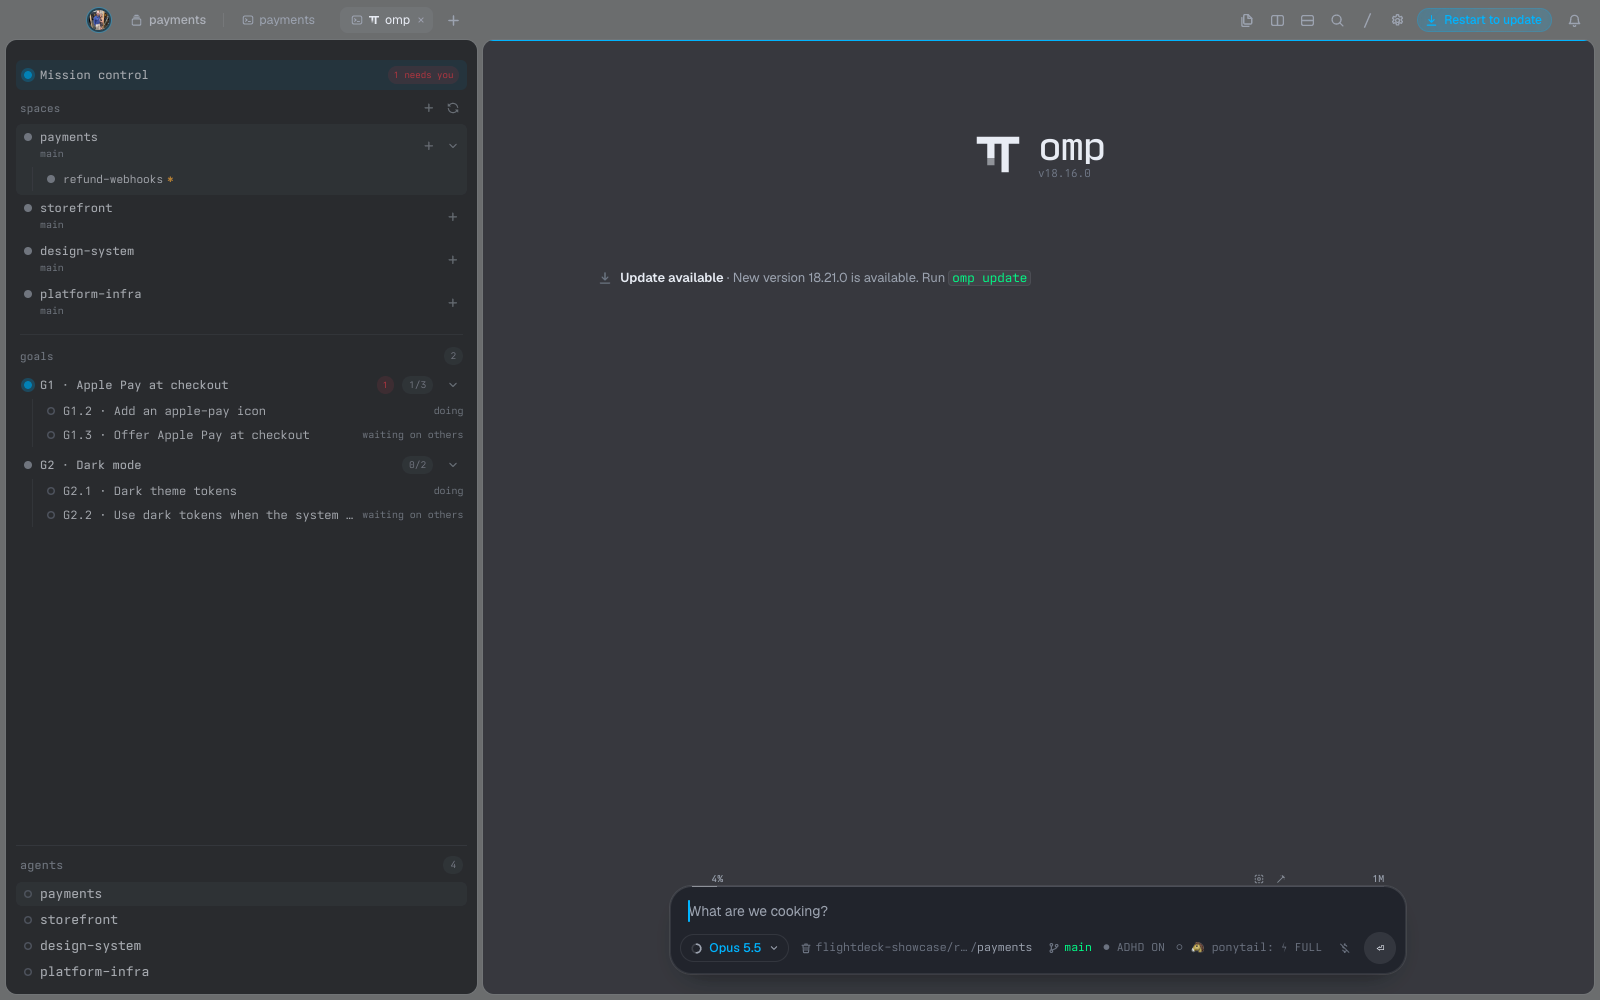 payments
payments
omp ×
Restart to update
Mission control
1 needs you
spaces
payments
main
refund-webhooks *
storefront
main
design-system
main
platform-infra
main
goals
2
G1 · Apple Pay at checkout
1
1/3
G1.2 · Add an apple-pay icon
doing
G1.3 · Offer Apple Pay at checkout
waiting on others
G2 · Dark mode
0/2
G2.1 · Dark theme tokens
doing
G2.2 · Use dark tokens when the system …
waiting on others
agents
4
payments
storefront
design-system
platform-infra
omp
v18.16.0
Update available · New version 18.21.0 is available. Run omp update
4%
1M
What are we cooking?
Opus 5.5
flightdeck-showcase/r… /payments
main
ADHD ON
ponytail: FULL